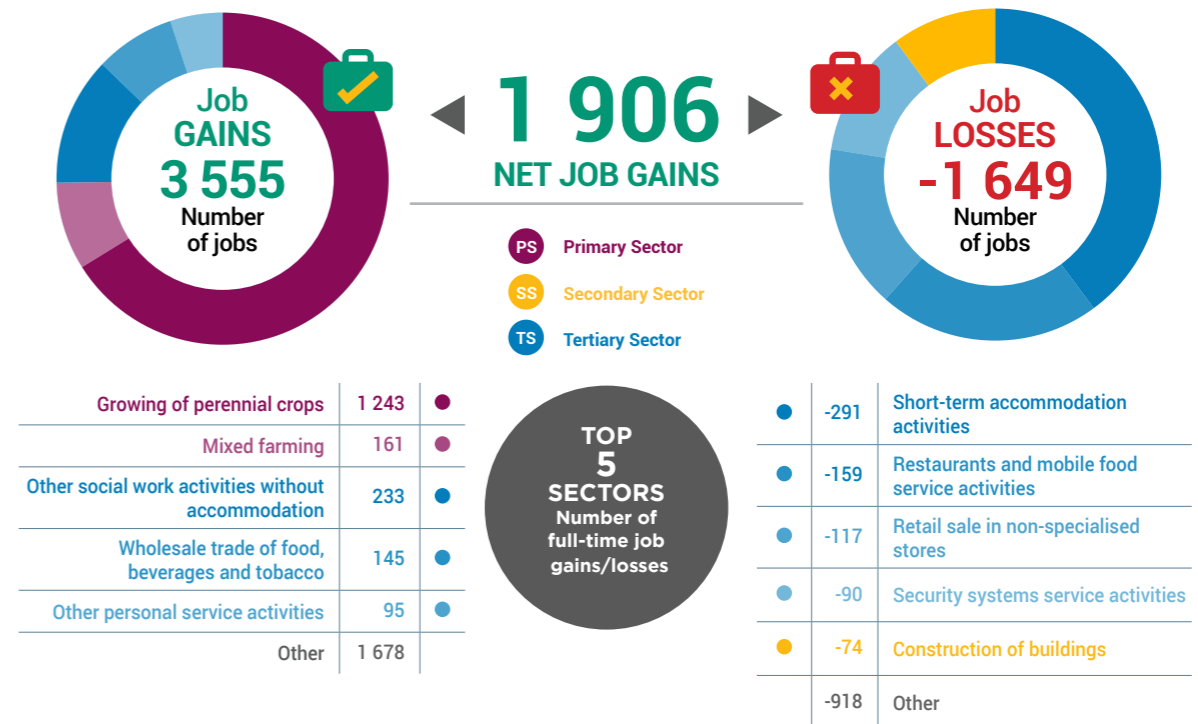 Job
GAINS
3 555
Number
of jobs
1 906
NET JOB GAINS
Job
LOSSES
-1 649
Number
of jobs
PS Primary Sector
SS Secondary Sector
TS Tertiary Sector
Growing of perennial crops 1 243
Mixed farming 161
Other social work activities without
accommodation 233
Wholesale trade of food,
beverages and tobacco 145
Other personal service activities 95
Other 1 678
TOP
5
SECTORS
Number of
full-time job
gains/losses
-291 Short-term accommodation
activities
-159 Restaurants and mobile food
service activities
-117 Retail sale in non-specialised
stores
-90 Security systems service activities
-74 Construction of buildings
-918 Other